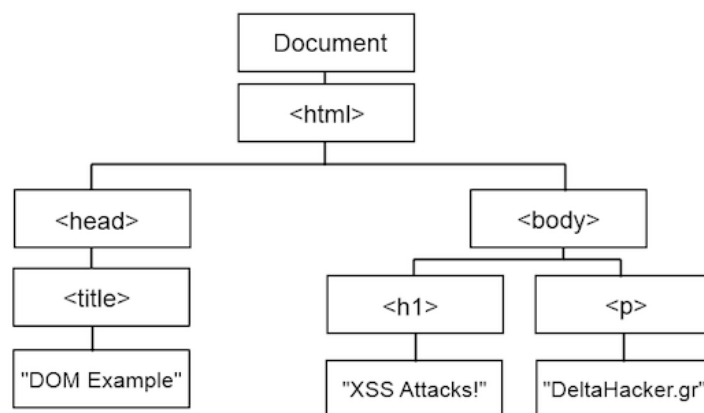 Document
<html>
<head>
<body>
<title>
<h1>
<p>
"DOM Example"
"XSS Attacks!"
"DeltaHacker.gr"